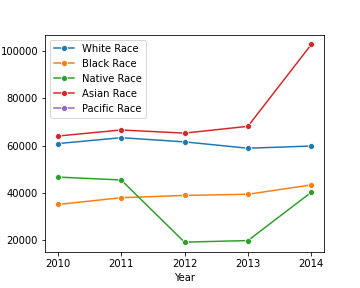 100000
80000
60000
40000
20000
White Race
Black Race
Native Race
Asian Race
Pacific Race
2010 2011 2012 2013 2014
Year